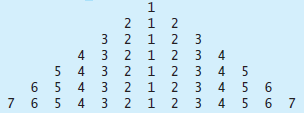 1
2 1 2
3 2 1 2 3
4 3 2 1 2 3 4
5 4 3 2 1 2 3 4 5
6 5 4 3 2 1 2 3 4 5 6
7 6 5 4 3 2 1 2 3 4 5 6 7